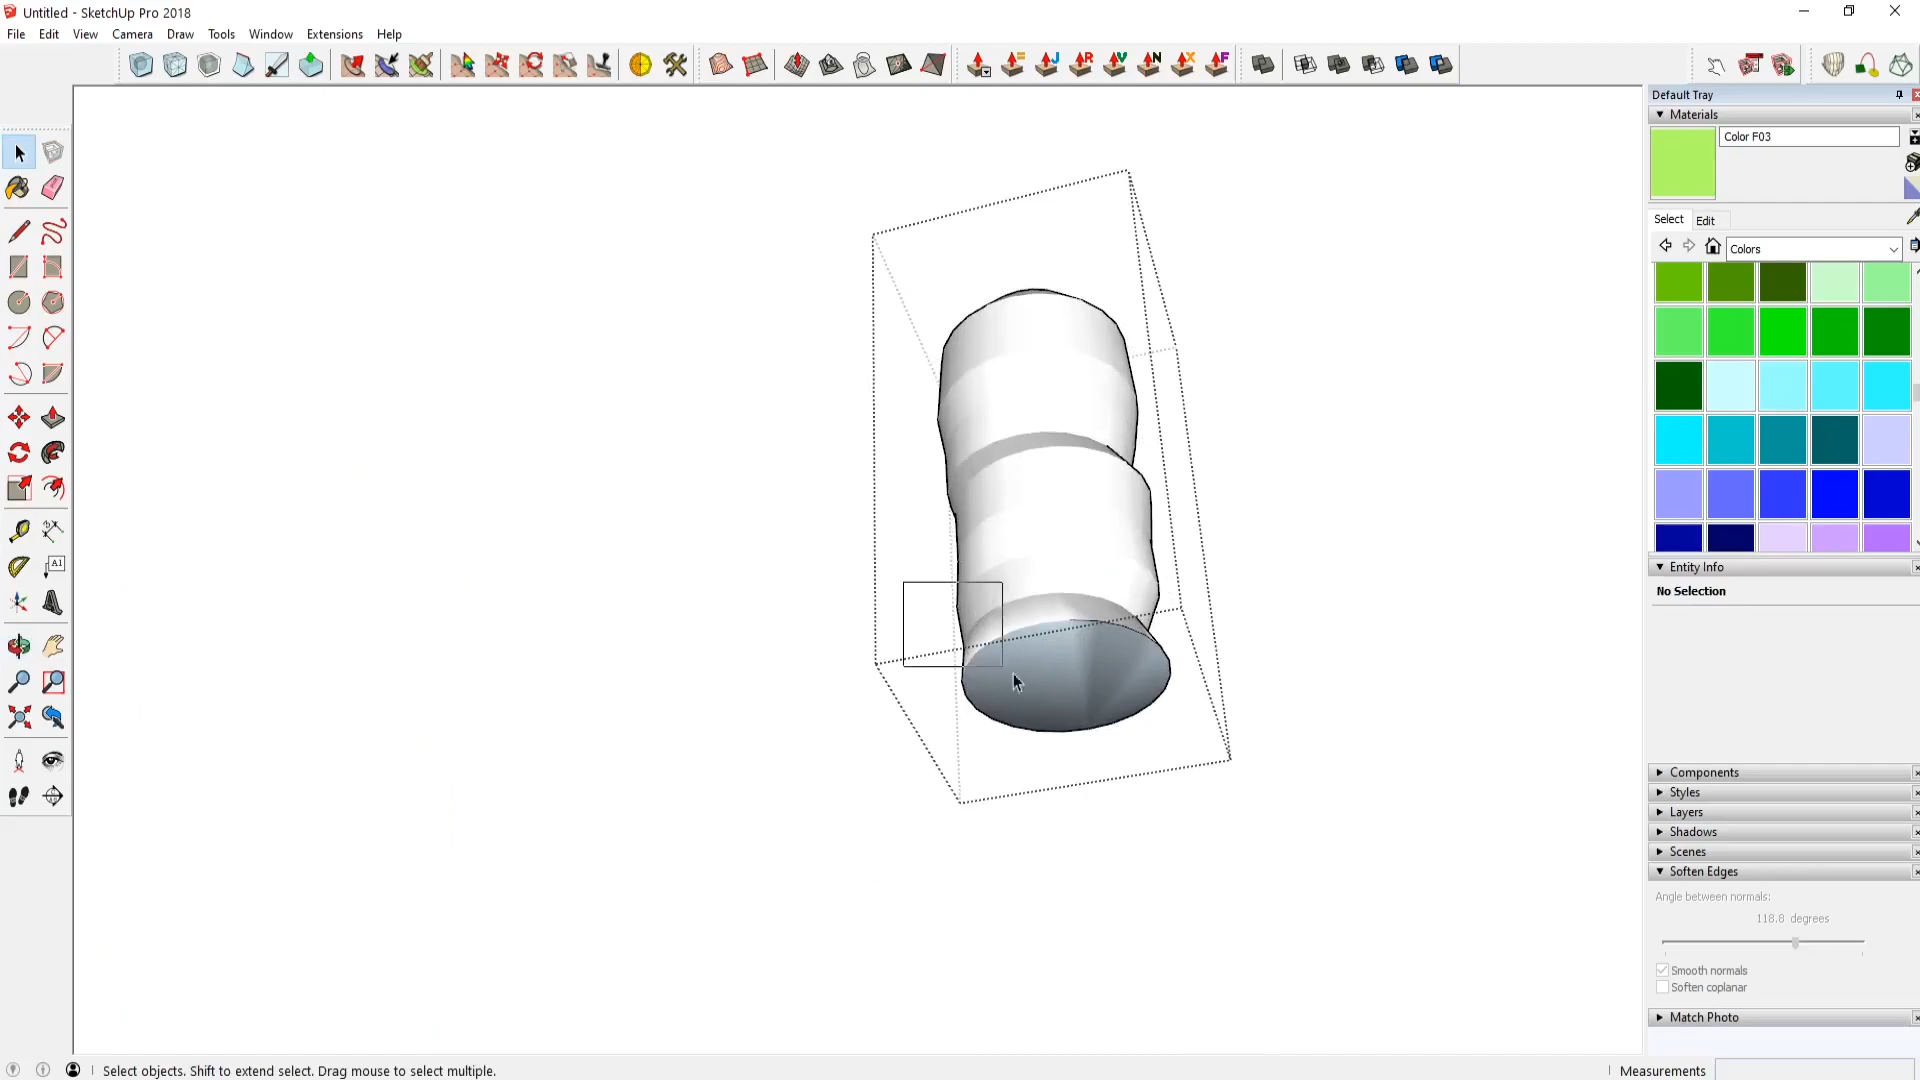 Untitled - SketchUp Pro 2018
File Edit View Camera Draw Tools Window Extensions Help
J R V N X F
Default Tray
Materials
Color F03
Select Edit
Colors
A1
Entity Info
No Selection
Components
Styles
Layers
Shadows
Scenes
Soften Edges
Angle between normals:
118.8 degrees
Smooth normals
Soften coplanar
Match Photo
Select objects. Shift to extend select. Drag mouse to select multiple.
Measurements